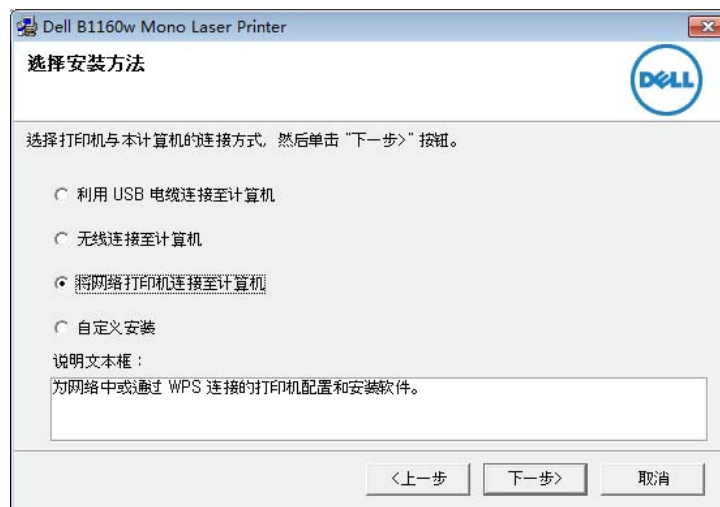 Dell B1160w Mono Laser Printer
选择安装方法
DELL
选择打印机与本计算机的连接方式，然后单击 "下一步>" 按钮。
利用 USB 电缆连接至计算机
无线连接至计算机
将网络打印机连接至计算机
自定义安装
说明文本框：
为网络中或通过 WPS 连接的打印机配置和安装软件。
<上一步
下一步>
取消